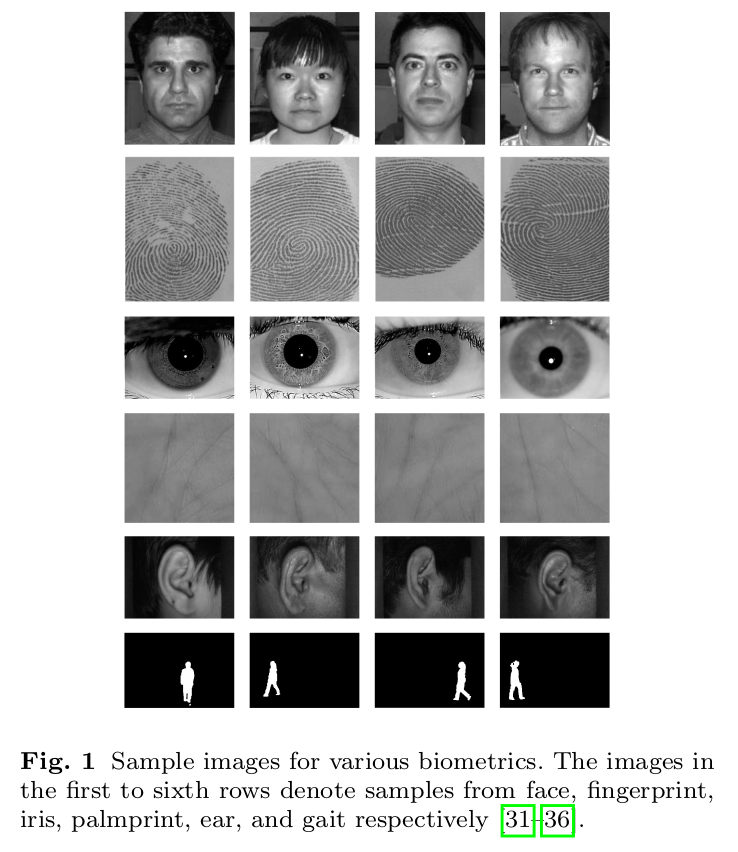 Fig. 1 Sample images for various biometrics. The images in
the first to sixth rows denote samples from face, fingerprint,
iris, palmprint, ear, and gait respectively [31–36].